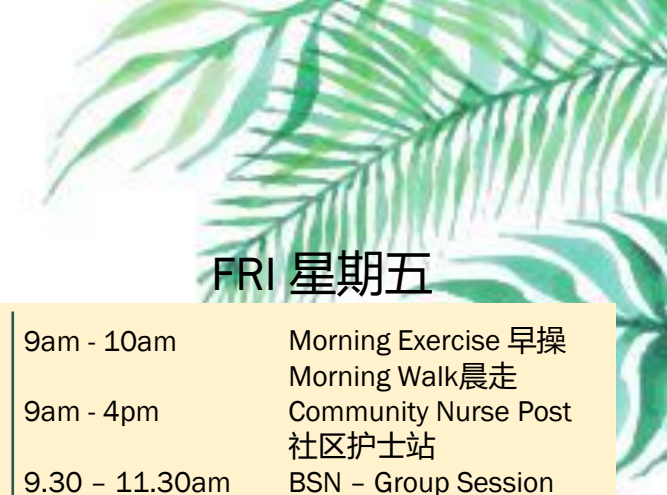 FRI 星期五
9am - 10am Morning Exercise 早操
Morning Walk晨走
9am - 4pm Community Nurse Post
社区护士站
9.30 – 11.30am BSN – Group Session